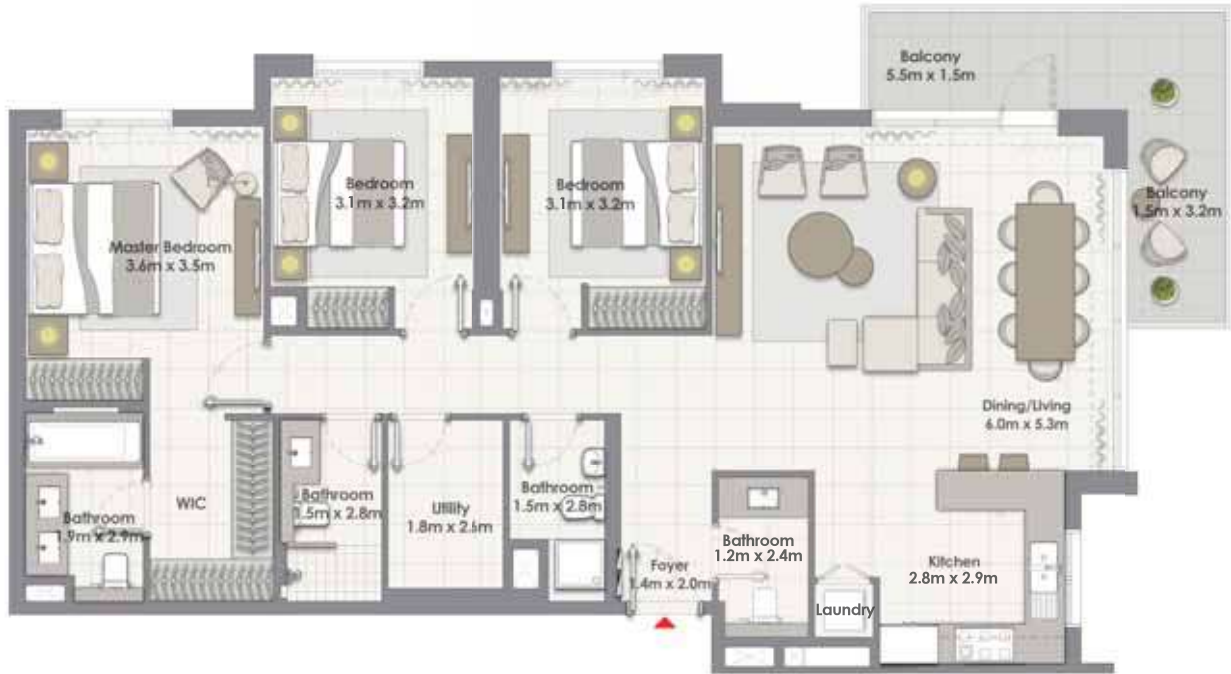 Balcony
5.5m x 1.5m
Bedroom
3.1m x 3.2m
Bedroom
3.1m x 3.2m
Balcony
1.5m x 3.2m
Master Bedroom
3.6m x 3.5m
Dining/Living
6.0m x 5.3m
WIC
Bathroom
1.9m x 2.9m
Bathroom
1.5m x 2.8m
Utility
1.8m x 2.6m
Bathroom
1.5m x 2.8m
Foyer
1.4m x 2.0m
Bathroom
1.2m x 2.4m
Laundry
Kitchen
2.8m x 2.9m